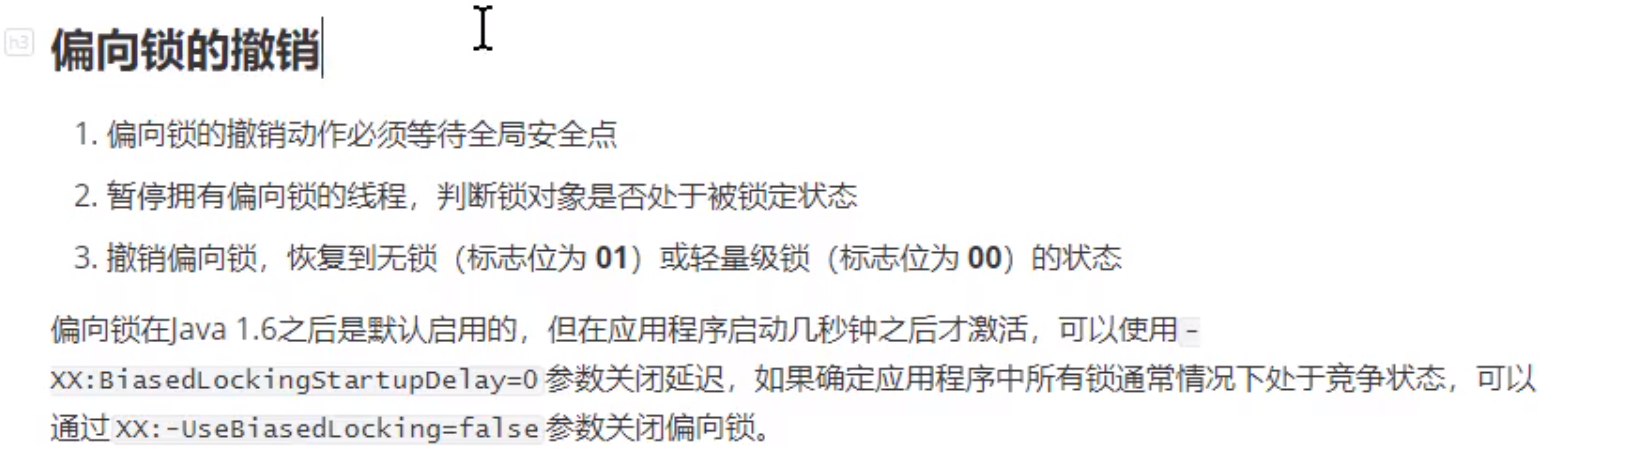 h3
偏向锁的撤销
1. 偏向锁的撤销动作必须等待全局安全点
2. 暂停拥有偏向锁的线程，判断锁对象是否处于被锁定状态
3. 撤销偏向锁，恢复到无锁（标志位为 01）或轻量级锁（标志位为 00）的状态
偏向锁在Java 1.6之后是默认启用的，但在应用程序启动几秒钟之后才激活，可以使用-
XX:BiasedLockingStartupDelay=0参数关闭延迟，如果确定应用程序中所有锁通常情况下处于竞争状态，可以
通过XX:-UseBiasedLocking=false参数关闭偏向锁。